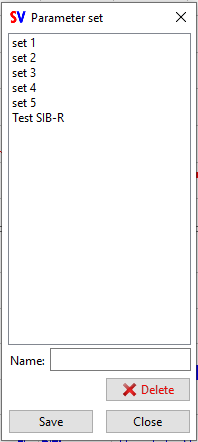 SV Parameter set
set 1
set 2
set 3
set 4
set 5
Test SIB-R
Name:
Delete
Save Close